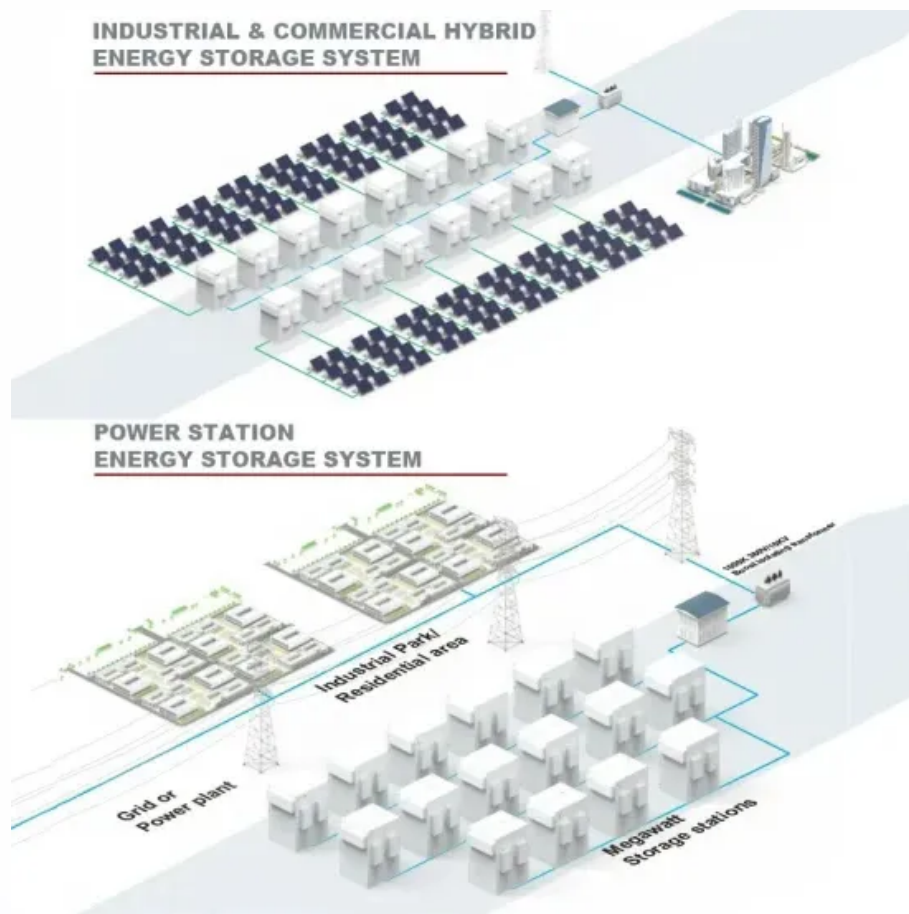 INDUSTRIAL & COMMERCIAL HYBRID
ENERGY STORAGE SYSTEM
POWER STATION
ENERGY STORAGE SYSTEM
Industrial Park/
Residential area
Grid or
Power plant
Megawatt
Storage stations